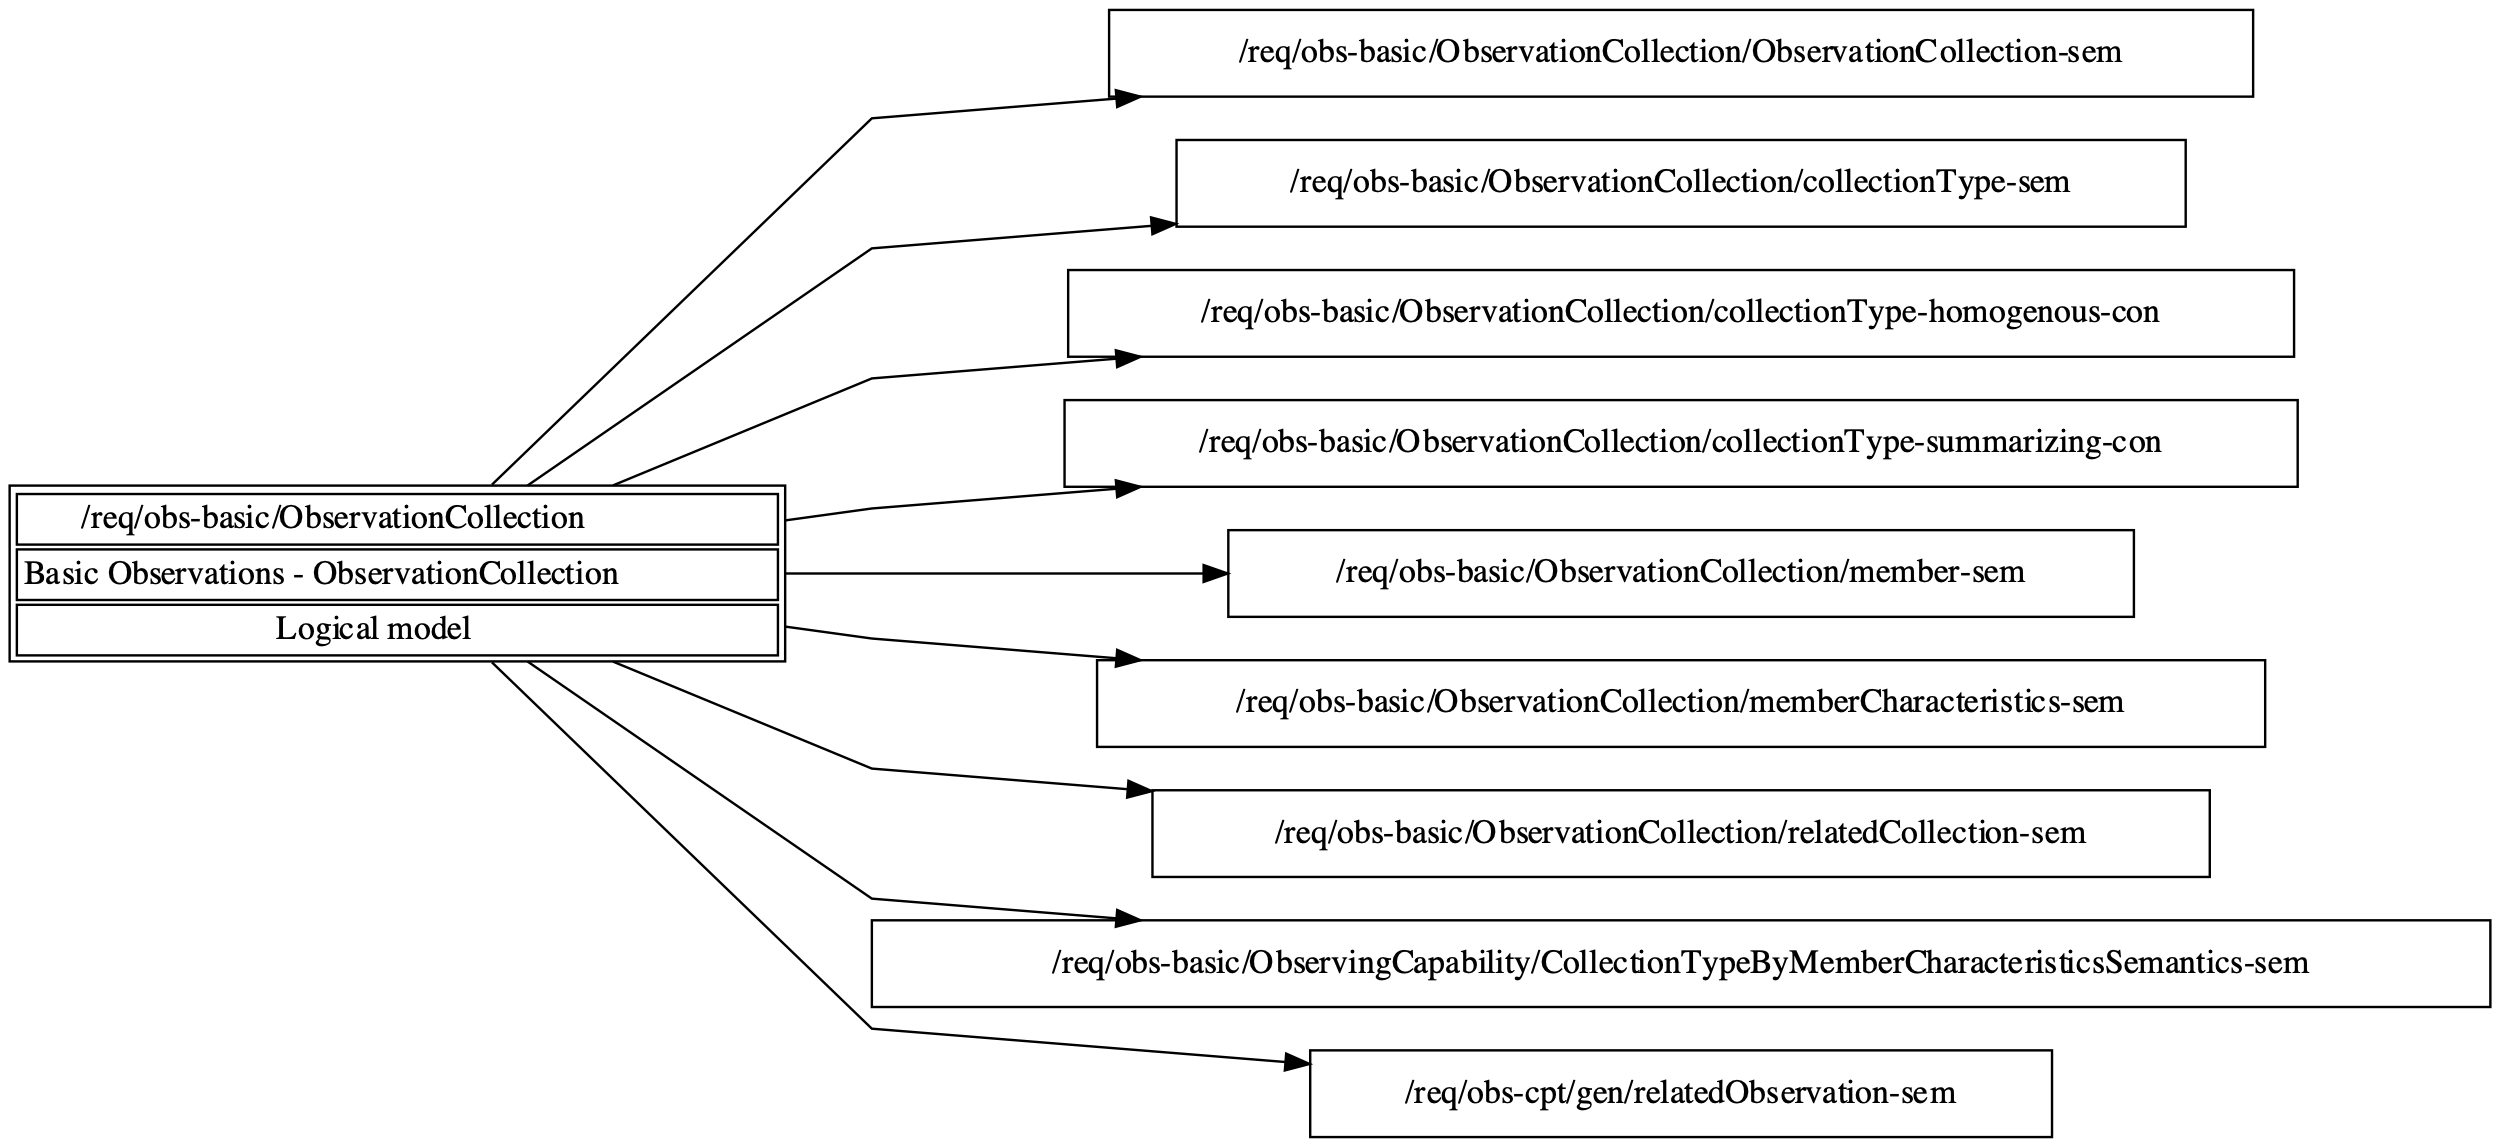 /req/obs-basic/ObservationCollection
Basic Observations - ObservationCollection
Logical model
/req/obs-basic/ObservationCollection/ObservationCollection-sem
/req/obs-basic/ObservationCollection/collectionType-sem
/req/obs-basic/ObservationCollection/collectionType-homogenous-con
/req/obs-basic/ObservationCollection/collectionType-summarizing-con
/req/obs-basic/ObservationCollection/member-sem
/req/obs-basic/ObservationCollection/memberCharacteristics-sem
/req/obs-basic/ObservationCollection/relatedCollection-sem
/req/obs-basic/ObservingCapability/CollectionTypeByMemberCharacteristicsSemantics-sem
/req/obs-cpt/gen/relatedObservation-sem